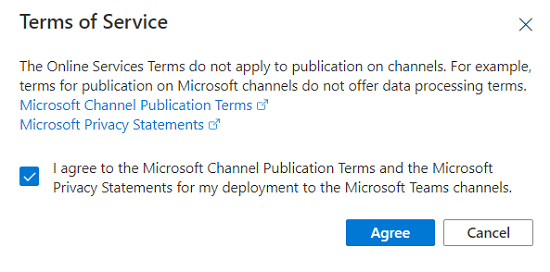 Terms of Service
The Online Services Terms do not apply to publication on channels. For example,
terms for publication on Microsoft channels do not offer data processing terms.
Microsoft Channel Publication Terms
Microsoft Privacy Statements
I agree to the Microsoft Channel Publication Terms and the Microsoft
Privacy Statements for my deployment to the Microsoft Teams channels.
Agree
Cancel